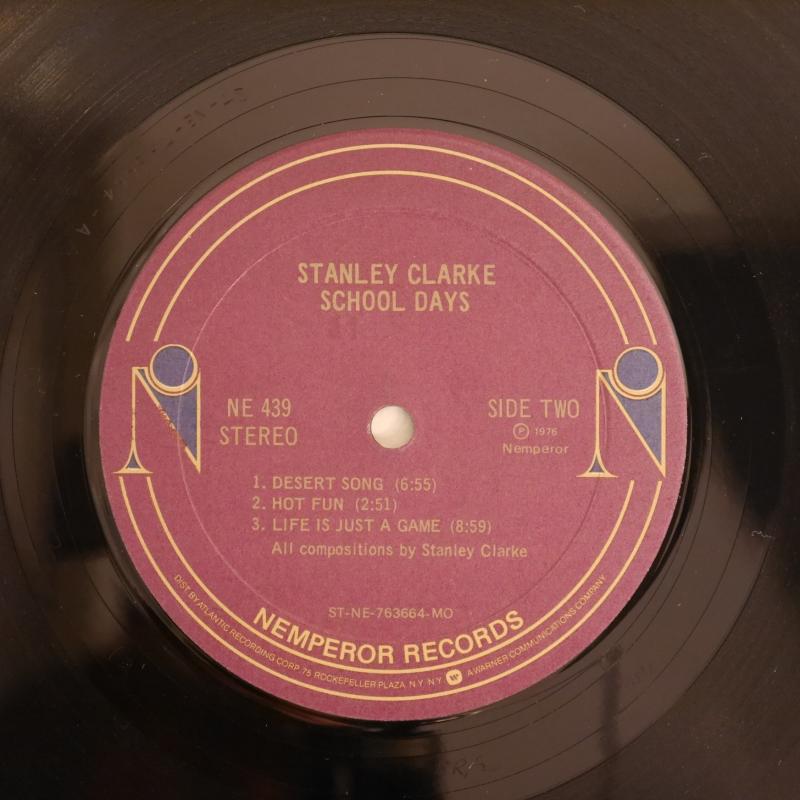 STANLEY CLARKE
SCHOOL DAYS
NE 439
STEREO
SIDE TWO
Ⓟ 1976
Nemperor
1. DESERT SONG (6:55)
2. HOT FUN (2:51)
3. LIFE IS JUST A GAME (8:59)
All compositions by Stanley Clarke
ST-NE-763664-MO
NEMPEROR RECORDS
DIST BY ATLANTIC RECORDING CORP 75 ROCKEFELLER PLAZA N.Y. N.Y. A WARNER COMMUNICATIONS COMPANY